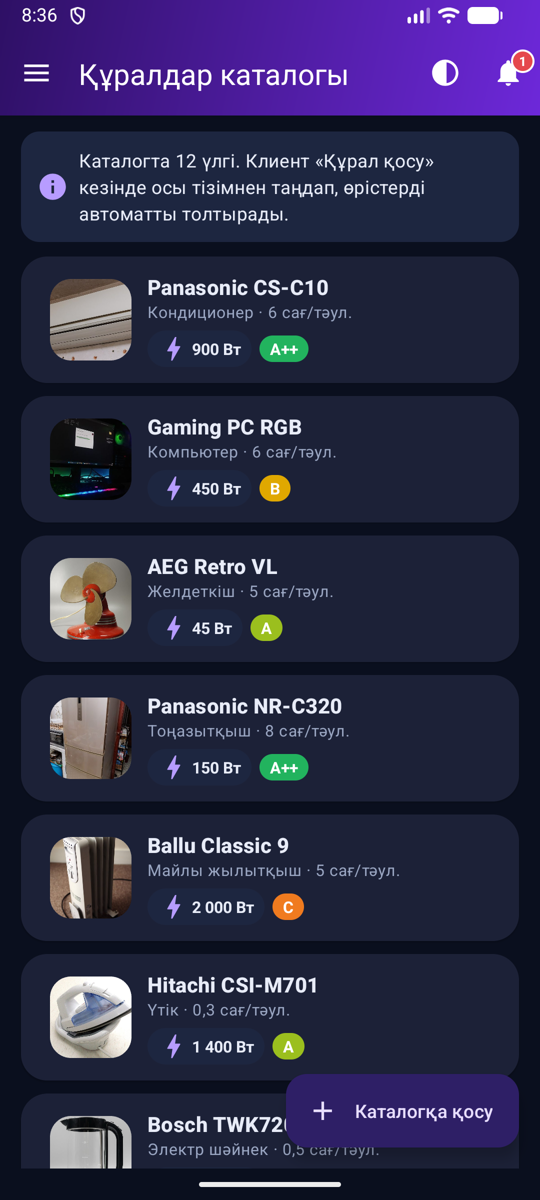 8:36
Құралдар каталогы
1
Каталогта 12 үлгі. Клиент «Құрал қосу»
кезінде осы тізімнен таңдап, өрістерді
автоматты толтырады.
Panasonic CS-C10
Кондиционер · 6 сағ/тәул.
900 Вт A++
Gaming PC RGB
Компьютер · 6 сағ/тәул.
450 Вт B
AEG Retro VL
Желдеткіш · 5 сағ/тәул.
45 Вт A
Panasonic NR-C320
Тоңазытқыш · 8 сағ/тәул.
150 Вт A++
Ballu Classic 9
Майлы жылытқыш · 5 сағ/тәул.
2 000 Вт C
Hitachi CSI-M701
Үтік · 0,3 сағ/тәул.
1 400 Вт A
Bosch
Электр шәйнек · 0,5 сағ/тәул.
Каталогқа қосу